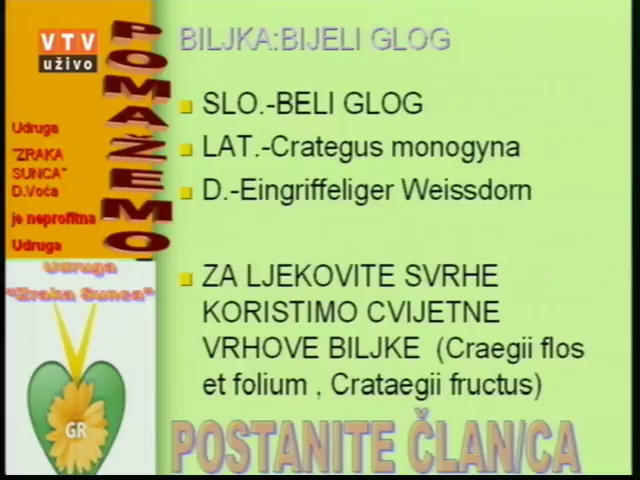 VTV
uživo
POMAŽEMO
Udruga
"ZRAKA
SUNCA"
D.Voća
je neprofitna
Udruga
Udruga
"Zraka Sunca"
GR
BILJKA:BIJELI GLOG
SLO.-BELI GLOG
LAT.-Crategus monogyna
D.-Eingriffeliger Weissdorn
ZA LJEKOVITE SVRHE
KORISTIMO CVIJETNE
VRHOVE BILJKE (Craegii flos
et folium , Crataegii fructus)
POSTANITE ČLAN/CA